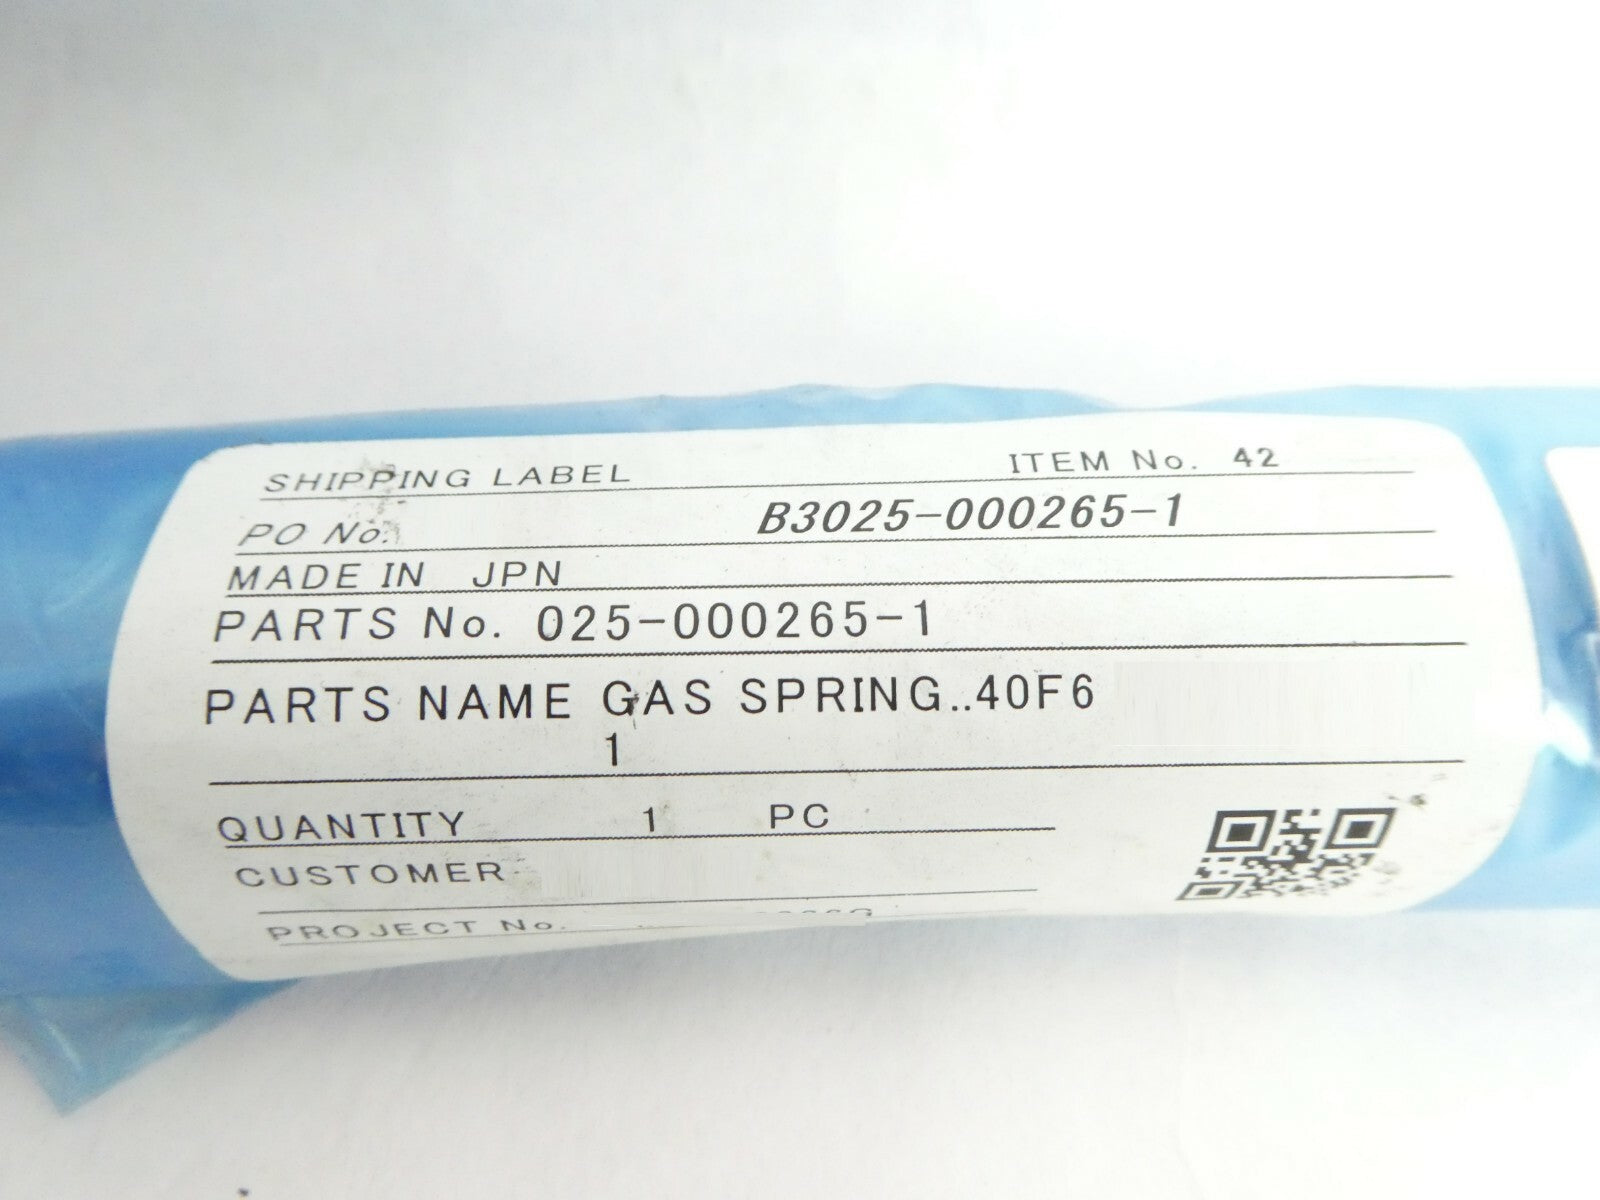 SHIPPING LABEL ITEM No. 42
PO No. B3025-000265-1
MADE IN JPN
PARTS No. 025-000265-1
PARTS NAME GAS SPRING..40F6
1
QUANTITY 1 PC
CUSTOMER
PROJECT No.